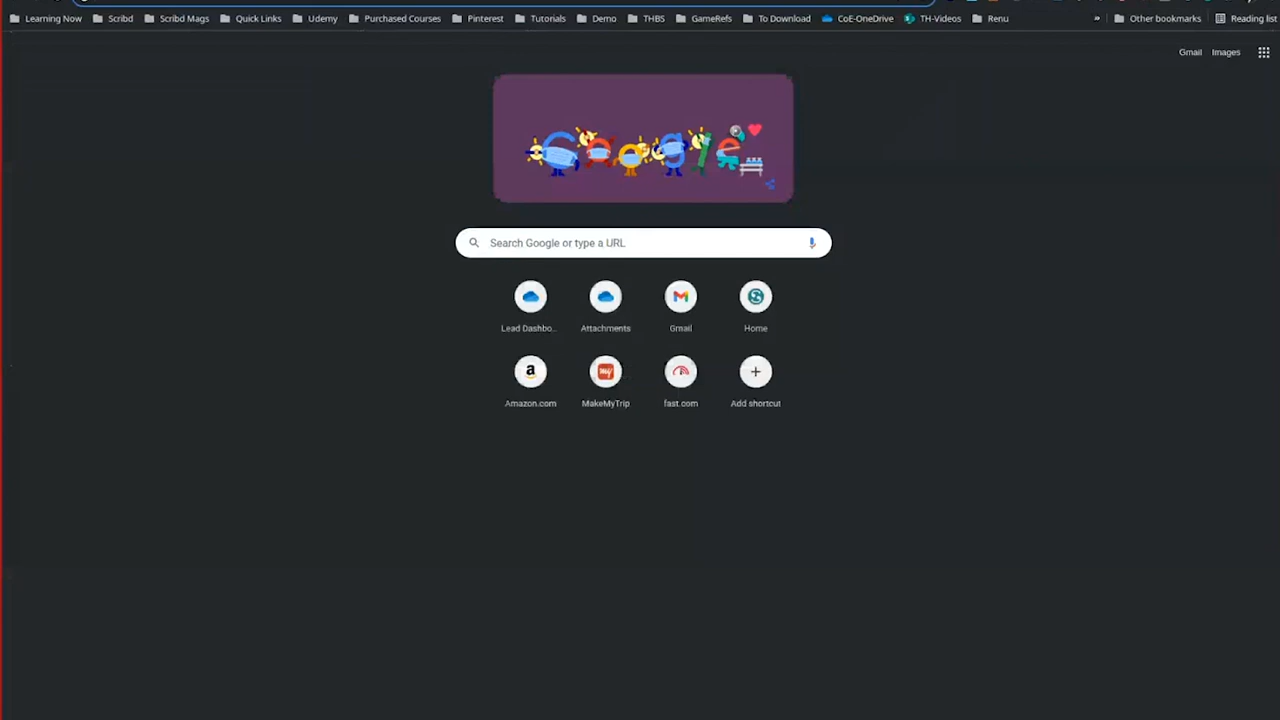 Learning Now Scribd Scribd Mags Quick Links Udemy Purchased Courses Pinterest Tutorials Demo THBS GameRefs To Download CoE-OneDrive TH-Videos Renu » Other bookmarks Reading list
Gmail Images
Google
Search Google or type a URL
Lead Dashbo... Attachments Gmail Home
Amazon.com MakeMyTrip fast.com Add shortcut